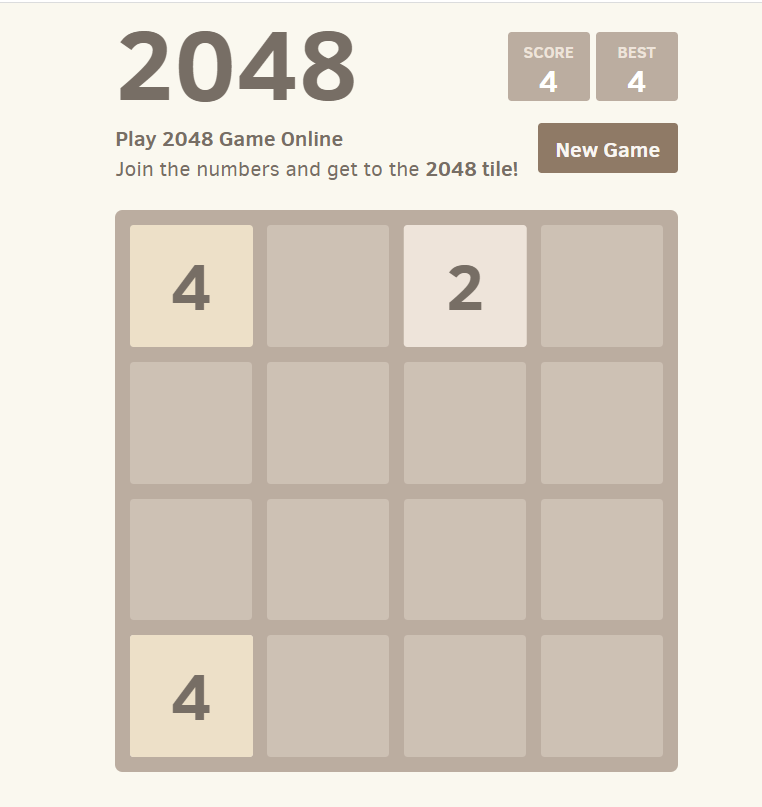 2048
SCORE BEST
4 4
Play 2048 Game Online
Join the numbers and get to the 2048 tile!
New Game
4 2
4